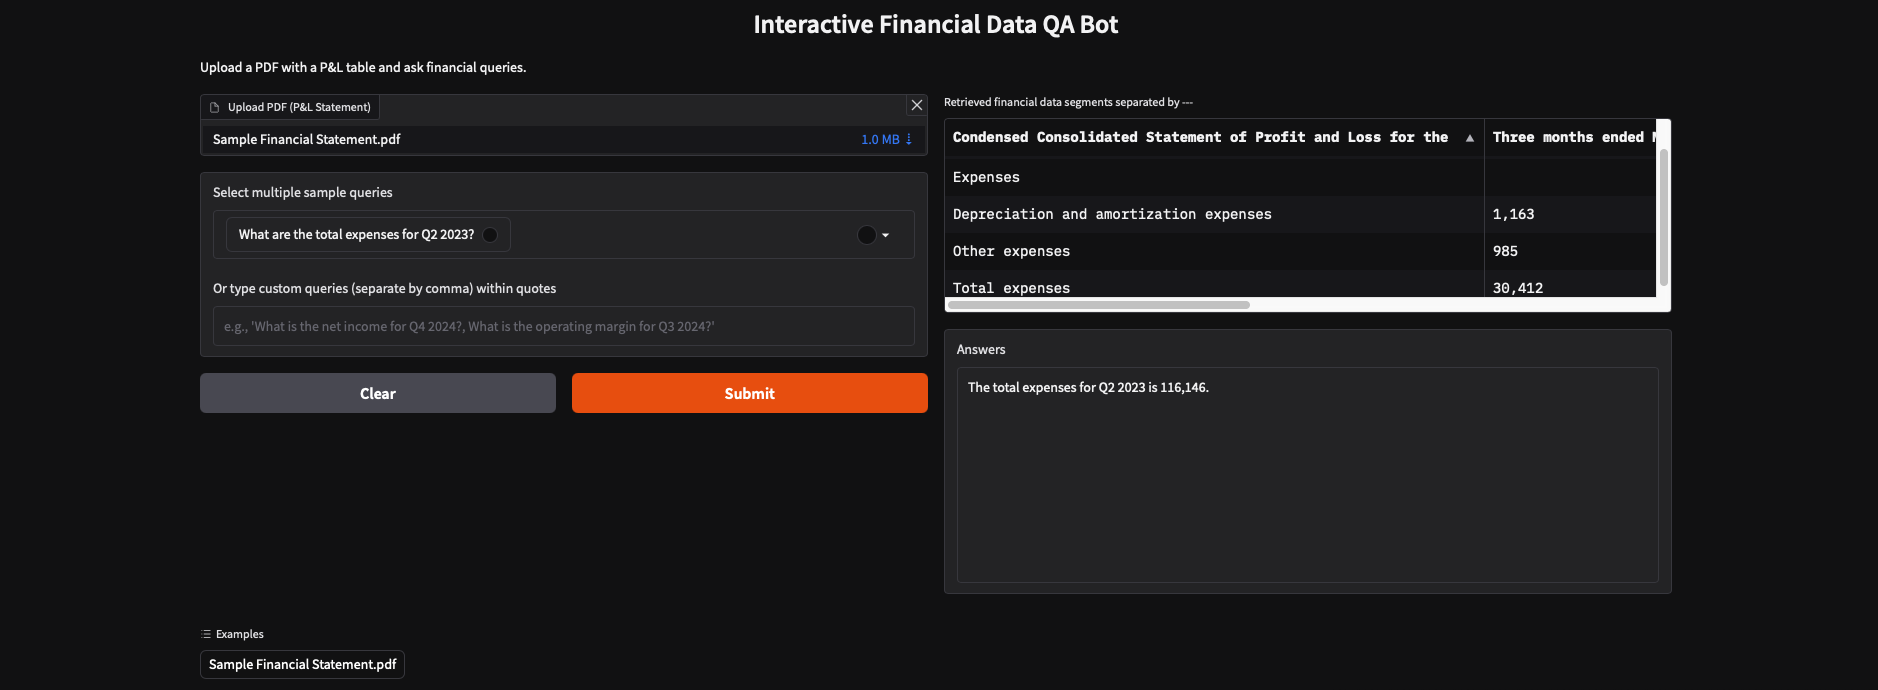 Interactive Financial Data QA Bot
Upload a PDF with a P&L table and ask financial queries.
Upload PDF (P&L Statement)
Sample Financial Statement.pdf
1.0 MB ⇣
Select multiple sample queries
What are the total expenses for Q2 2023?
Or type custom queries (separate by comma) within quotes
e.g., 'What is the net income for Q4 2024?, What is the operating margin for Q3 2024?'
Clear
Submit
Retrieved financial data segments separated by ---
Condensed Consolidated Statement of Profit and Loss for the ▲ Three months ended
Expenses
Depreciation and amortization expenses 1,163
Other expenses 985
Total expenses 30,412
Answers
The total expenses for Q2 2023 is 116,146.
Examples
Sample Financial Statement.pdf